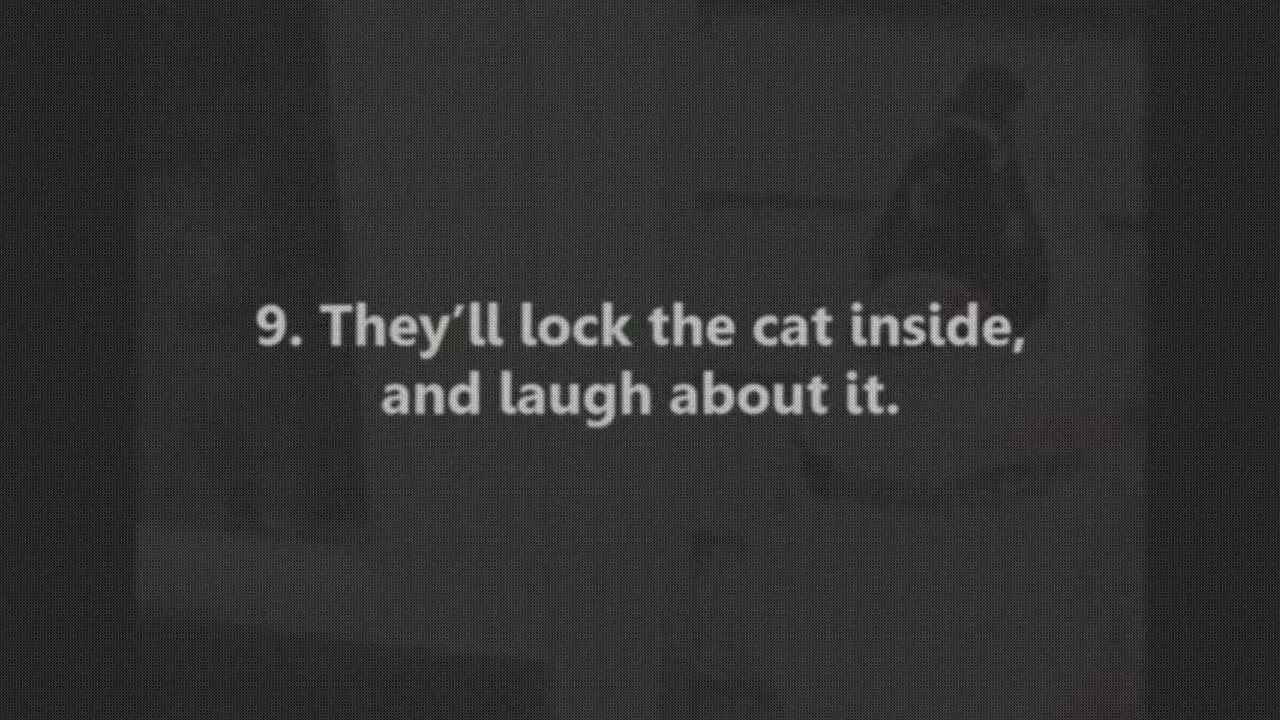 9. They’ll lock the cat inside,
and laugh about it.